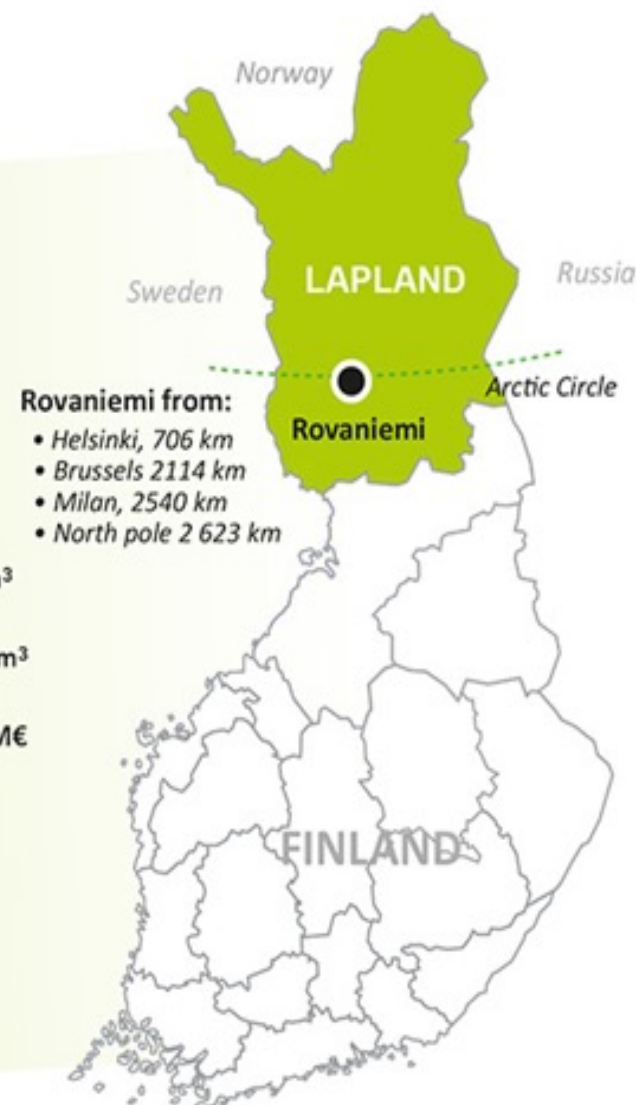 Norway
LAPLAND
Sweden
Russia
Arctic Circle
Rovaniemi
Rovaniemi from:
• Helsinki, 706 km
• Brussels 2114 km
• Milan, 2540 km
• North pole 2 623 km
m³
M€
FINLAND